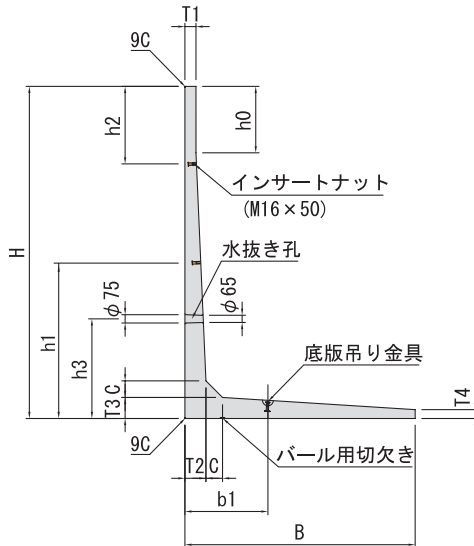 T1
9C
h2
h0
インサートナット
(M16×50)
H
水抜き孔
φ75
φ65
h1
h3
底版吊り金具
C
T3
T4
9C
T2
C
バール用切欠き
b1
B